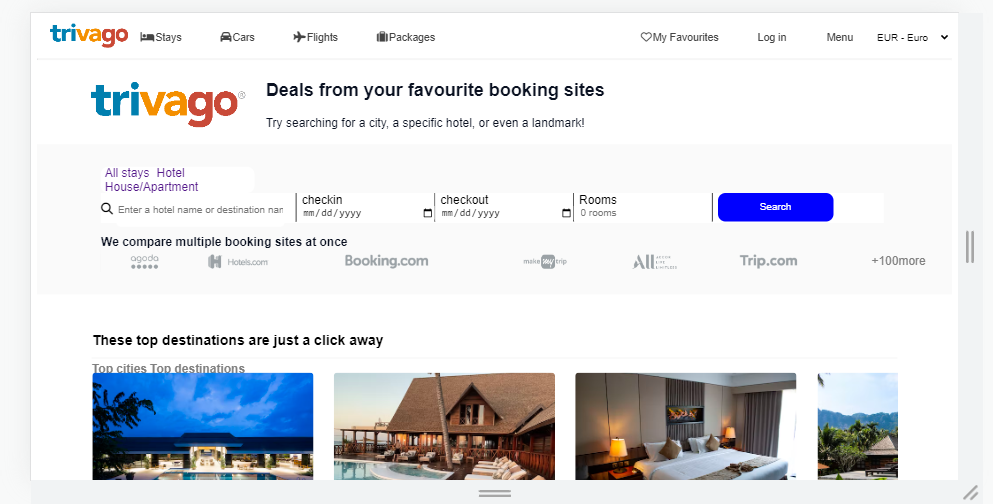 trivago Stays Cars Flights Packages My Favourites Log in Menu EUR - Euro
trivago®
Deals from your favourite booking sites
Try searching for a city, a specific hotel, or even a landmark!
All stays Hotel
House/Apartment
Enter a hotel name or destination nam
checkin
mm/dd/yyyy
checkout
mm/dd/yyyy
Rooms
0 rooms
Search
We compare multiple booking sites at once
agoda Hotels.com Booking.com make my trip All Trip.com +100more
These top destinations are just a click away
Top cities Top destinations